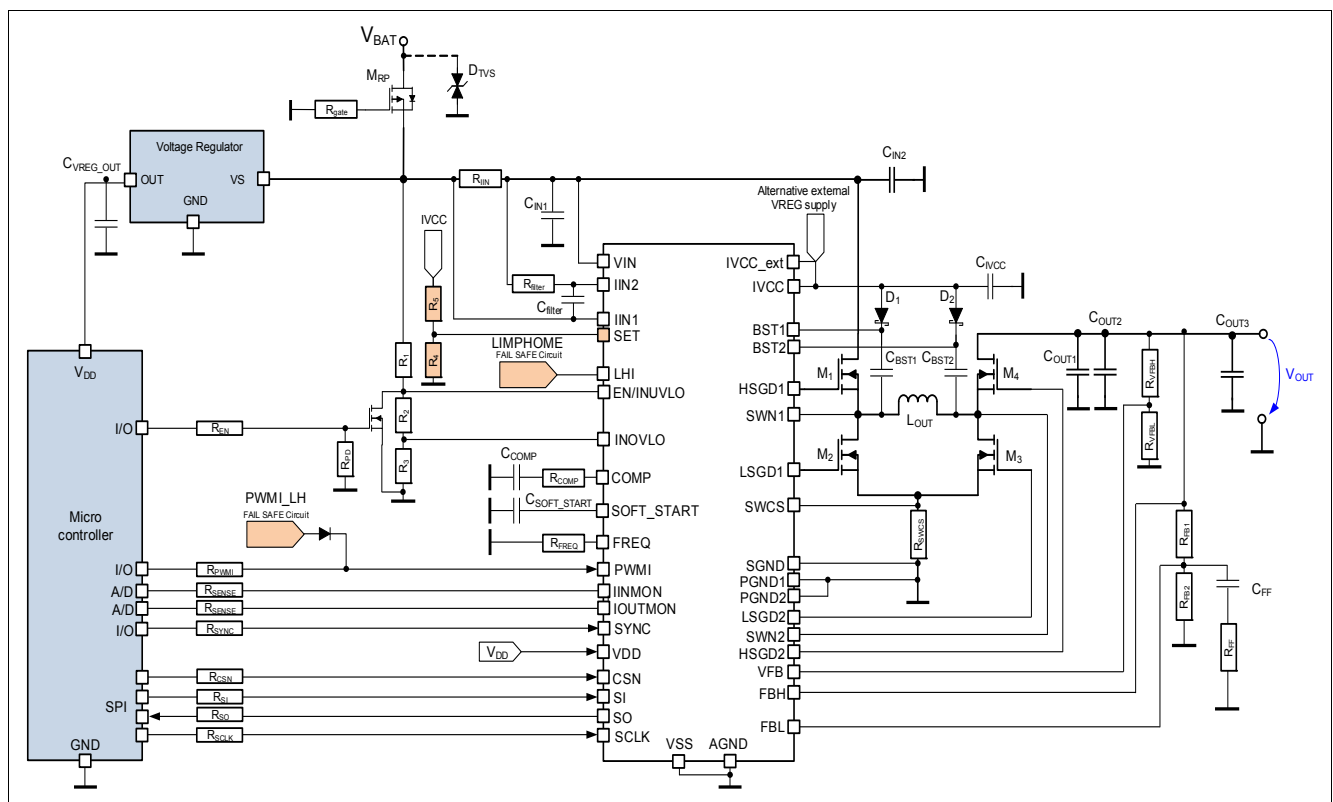 VBAT
MRP
DTVS
Rgate
Voltage Regulator
CVREG_OUT
OUT
VS
GND
RIIN
CIN1
CIN2
Alternative external
VREG supply
IVCC
R5
R4
Rfilter
Cfilter
LIMPHOME
FAIL SAFE Circuit
R1
R2
R3
REN
RPD
CCOMP
RCOMP
CSOFT_START
RFREQ
PWMI_LH
FAIL SAFE Circuit
VDD
I/O
Micro
controller
I/O
A/D
A/D
I/O
SPI
GND
RPWMI
RSENSE
RSENSE
RSYNC
VDD
RCSN
RSI
RSO
RSCLK
VIN
IIN2
IIN1
SET
LHI
EN/INUVLO
INOVLO
COMP
SOFT_START
FREQ
PWMI
IINMON
IOUTMON
SYNC
VDD
CSN
SI
SO
SCLK
VSS
AGND
IVCC_ext
IVCC
BST1
BST2
HSGD1
SWN1
LSGD1
SWCS
SGND
PGND1
PGND2
LSGD2
SWN2
HSGD2
VFB
FBH
FBL
CIVCC
D1
D2
CBST1
CBST2
M1
M4
LOUT
M2
M3
RSWCS
COUT1
COUT2
COUT3
RVFBH
RVFBL
VOUT
RFB1
RFB2
CFF
RFF